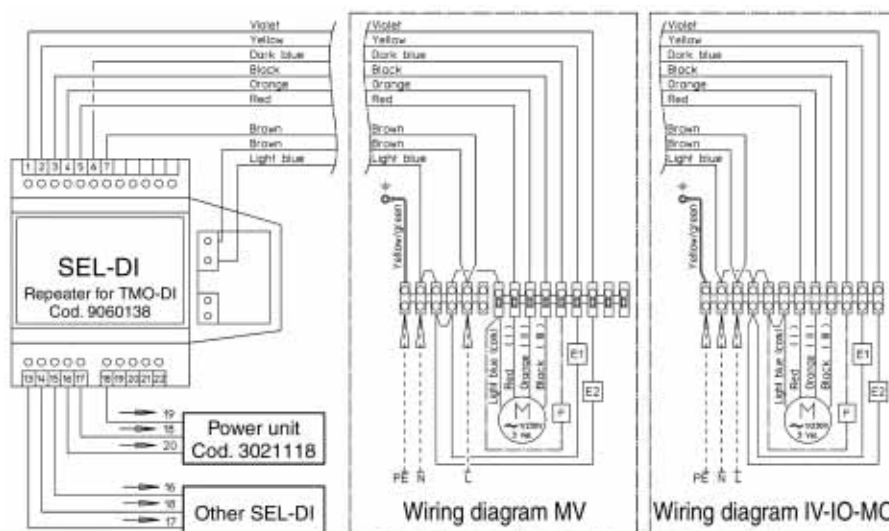 Violet
Yellow
Dark blue
Black
Orange
Red
Brown
Brown
Light blue
1 2 3 4 5 6 7
SEL-DI
Repeater for TMO-DI
Cod. 9060138
13 14 15 16 17 18 19 20 21 22
19
18
20
Power unit
Cod. 3021118
16
18
17
Other SEL-DI
Violet
Yellow
Dark blue
Black
Orange
Red
Brown
Brown
Light blue
Yellow/green
Light blue (com)
Red ( I )
Orange ( II )
Black ( III )
E1
E2
M
F
PE N L
Wiring diagram MV
Violet
Yellow
Dark blue
Black
Orange
Red
Brown
Brown
Light blue
Yellow/green
Light blue (com)
Red ( I )
Orange ( II )
Black ( III )
E1
E2
M
F
PE N L
Wiring diagram IV-IO-MO